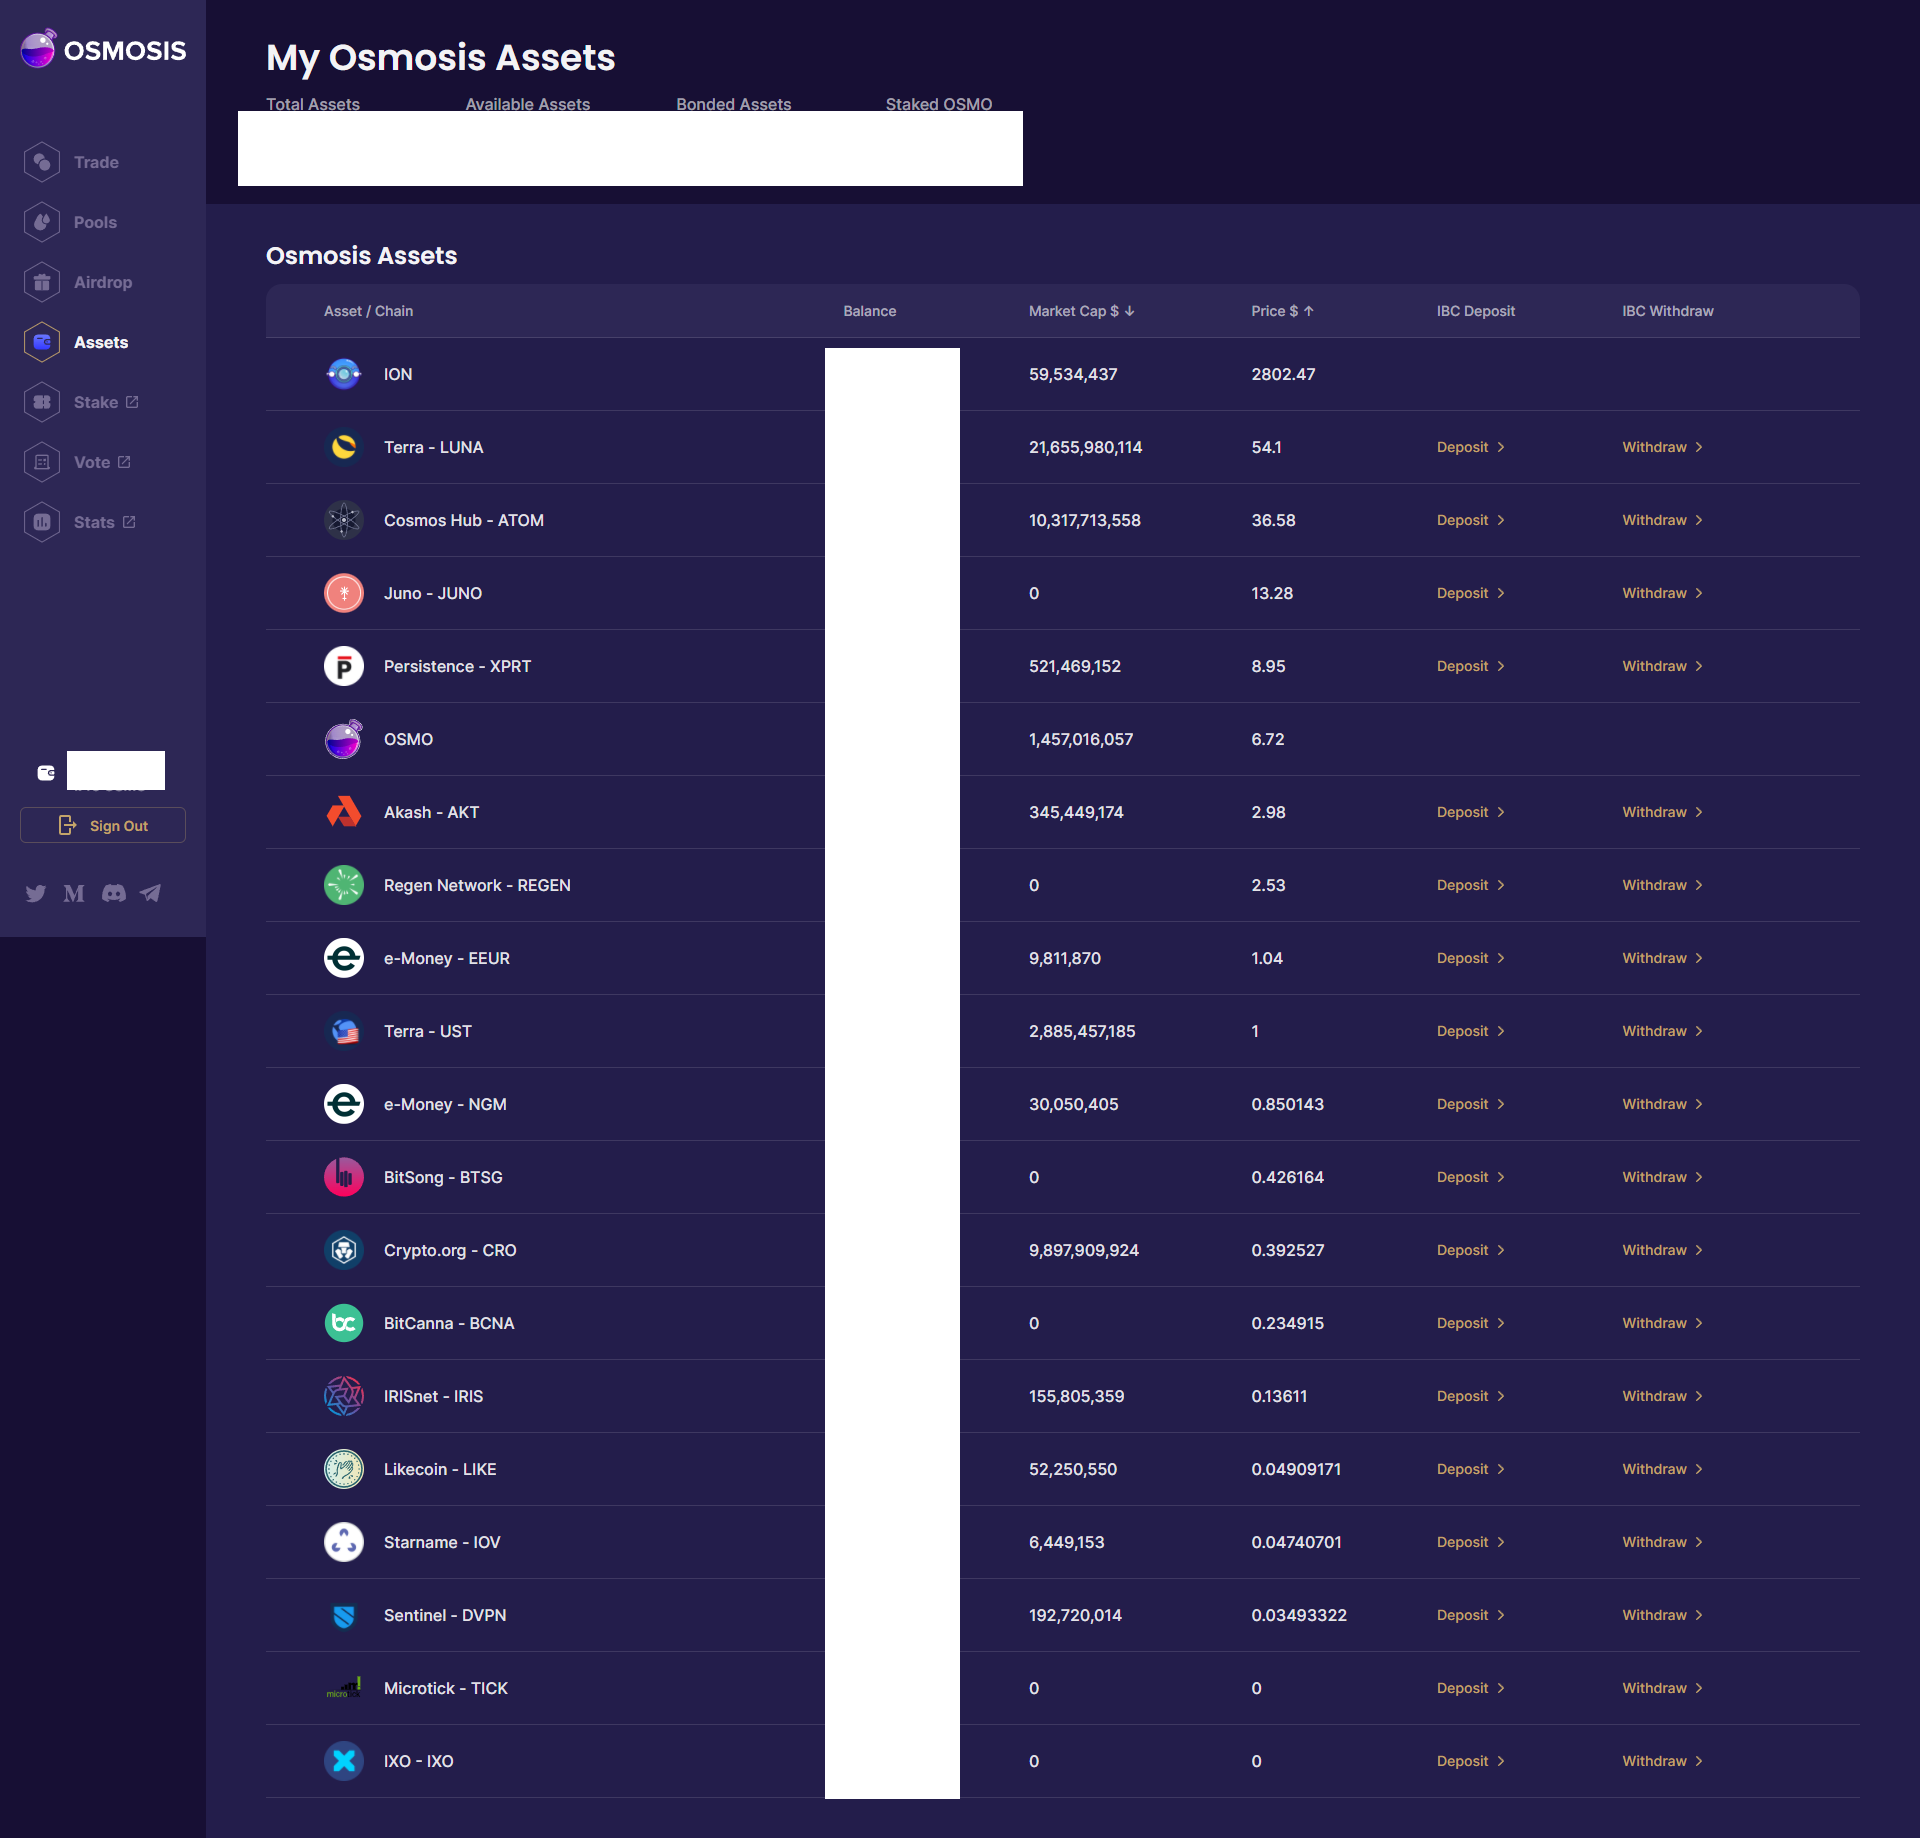 OSMOSIS
Trade
Pools
Airdrop
Assets
Stake
Vote
Stats
Sign Out
My Osmosis Assets
Total Assets Available Assets Bonded Assets Staked OSMO
Osmosis Assets
Asset / Chain Balance Market Cap $ ↓ Price $ ↑ IBC Deposit IBC Withdraw
ION 59,534,437 2802.47
Terra - LUNA 21,655,980,114 54.1 Deposit > Withdraw >
Cosmos Hub - ATOM 10,317,713,558 36.58 Deposit > Withdraw >
Juno - JUNO 0 13.28 Deposit > Withdraw >
Persistence - XPRT 521,469,152 8.95 Deposit > Withdraw >
OSMO 1,457,016,057 6.72
Akash - AKT 345,449,174 2.98 Deposit > Withdraw >
Regen Network - REGEN 0 2.53 Deposit > Withdraw >
e-Money - EEUR 9,811,870 1.04 Deposit > Withdraw >
Terra - UST 2,885,457,185 1 Deposit > Withdraw >
e-Money - NGM 30,050,405 0.850143 Deposit > Withdraw >
BitSong - BTSG 0 0.426164 Deposit > Withdraw >
Crypto.org - CRO 9,897,909,924 0.392527 Deposit > Withdraw >
bc BitCanna - BCNA 0 0.234915 Deposit > Withdraw >
IRISnet - IRIS 155,805,359 0.13611 Deposit > Withdraw >
Likecoin - LIKE 52,250,550 0.04909171 Deposit > Withdraw >
Starname - IOV 6,449,153 0.04740701 Deposit > Withdraw >
Sentinel - DVPN 192,720,014 0.03493322 Deposit > Withdraw >
Microtick - TICK 0 0 Deposit > Withdraw >
IXO - IXO 0 0 Deposit > Withdraw >